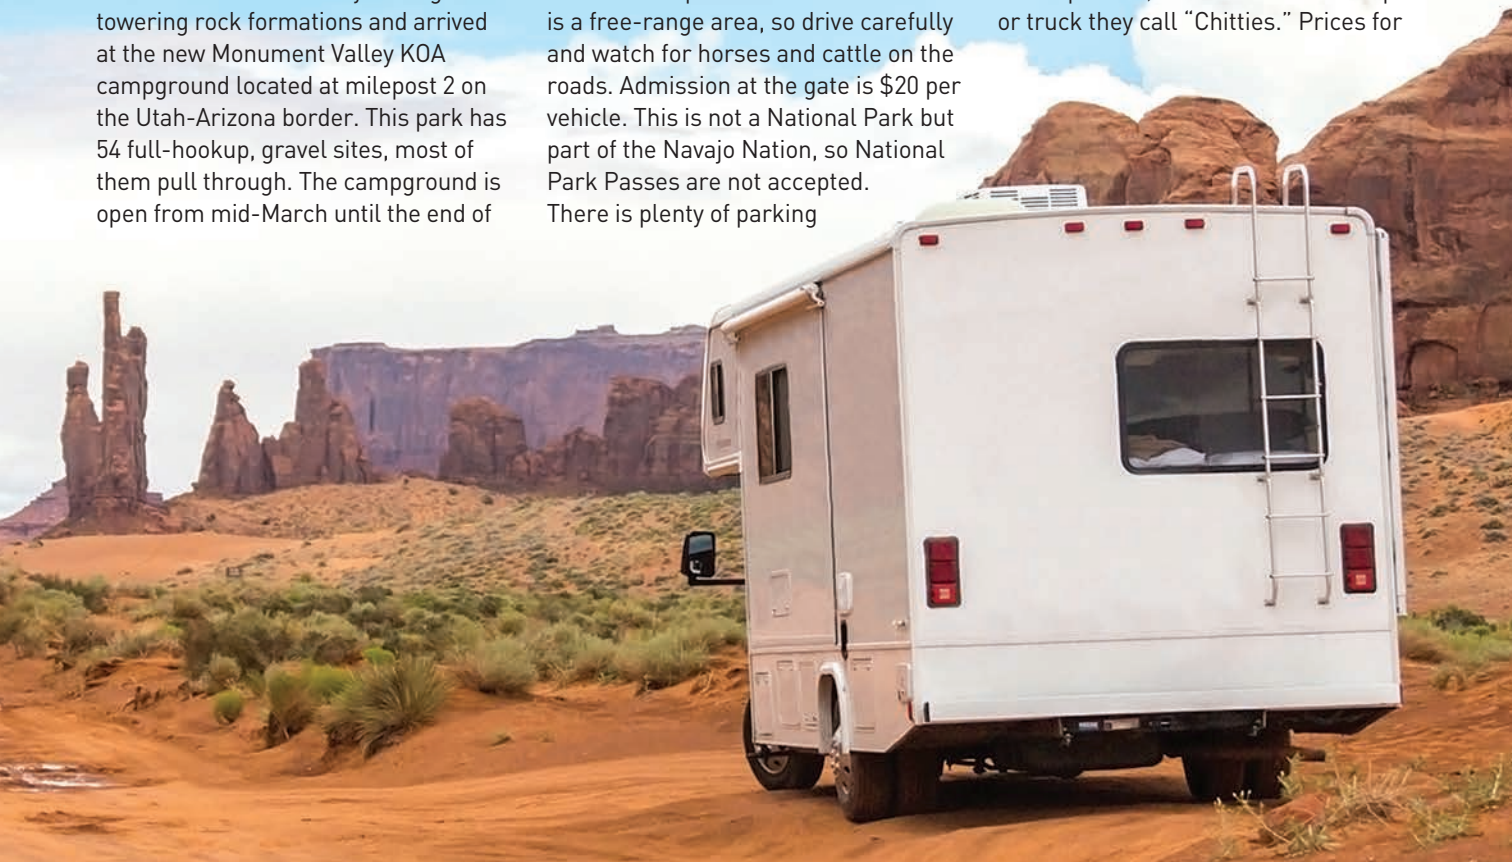 towering rock formations and arrived
at the new Monument Valley KOA
campground located at milepost 2 on
the Utah-Arizona border. This park has
54 full-hookup, gravel sites, most of
them pull through. The campground is
open from mid-March until the end of
is a free-range area, so drive carefully
and watch for horses and cattle on the
roads. Admission at the gate is $20 per
vehicle. This is not a National Park but
part of the Navajo Nation, so National
Park Passes are not accepted.
There is plenty of parking
or truck they call “Chitties.” Prices for